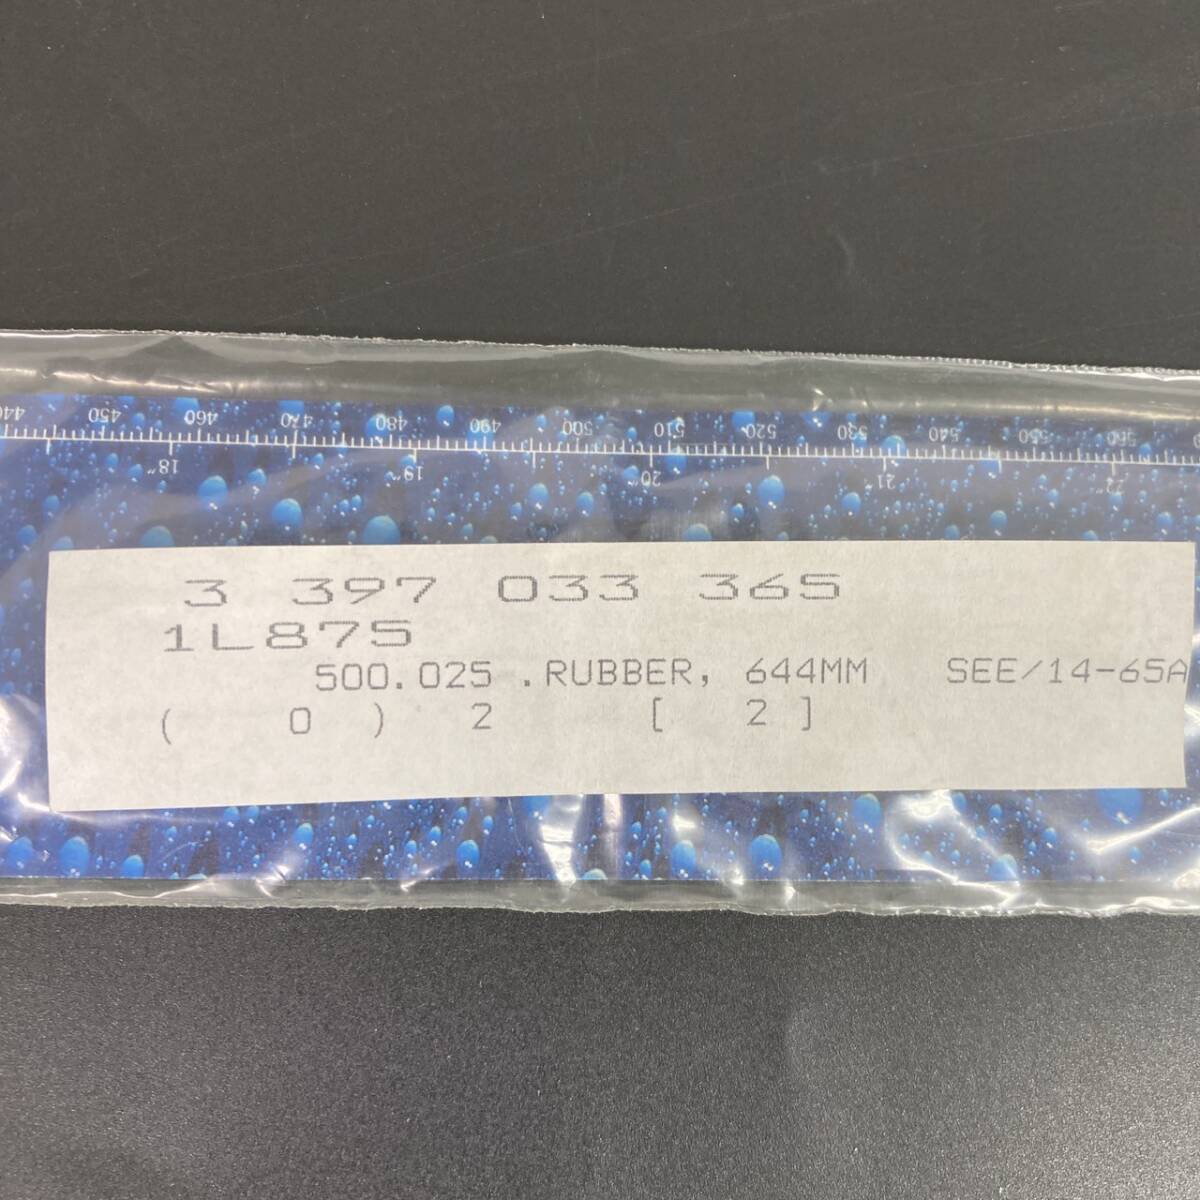 440 450 460 470 480 490 500 510 520 530 540 550 560
18" 19" 20" 21" 22"
3 397 033 365
1L875
500.025 .RUBBER, 644MM SEE/14-65A
( 0 ) 2 [ 2 ]